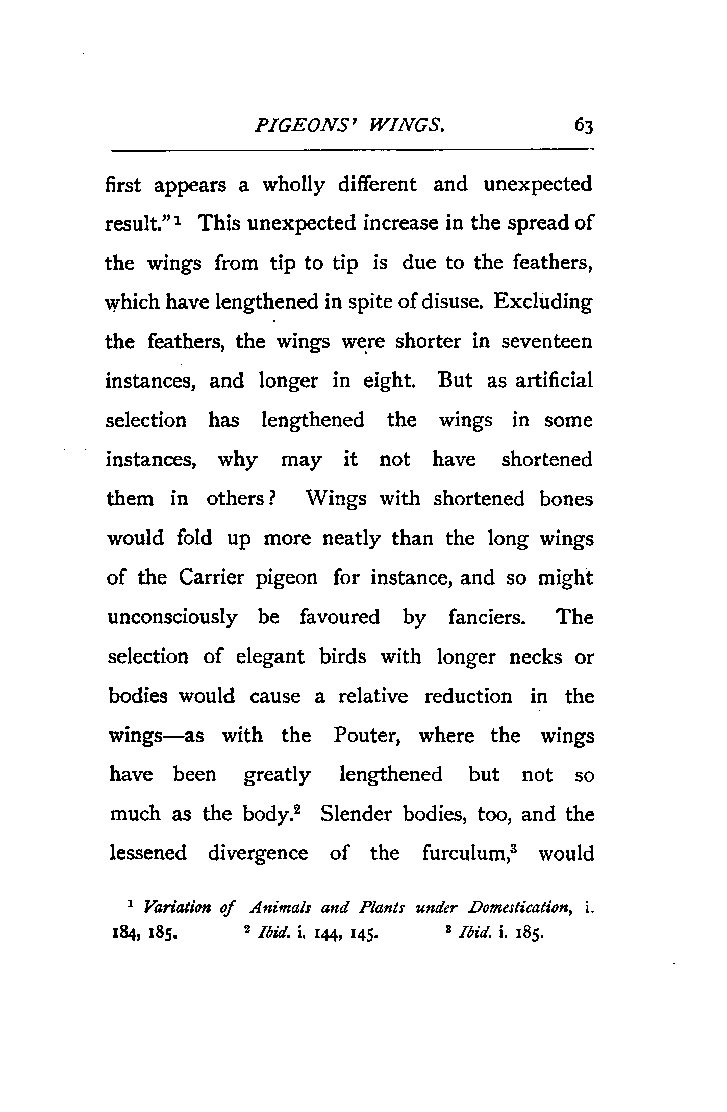 PIGEONS' WINGS. 63
first appears a wholly different and unexpected
result.”¹ This unexpected increase in the spread of
the wings from tip to tip is due to the feathers,
which have lengthened in spite of disuse. Excluding
the feathers, the wings were shorter in seventeen
instances, and longer in eight. But as artificial
selection has lengthened the wings in some
instances, why may it not have shortened
them in others? Wings with shortened bones
would fold up more neatly than the long wings
of the Carrier pigeon for instance, and so might
unconsciously be favoured by fanciers. The
selection of elegant birds with longer necks or
bodies would cause a relative reduction in the
wings—as with the Pouter, where the wings
have been greatly lengthened but not so
much as the body.² Slender bodies, too, and the
lessened divergence of the furculum,³ would
¹ Variation of Animals and Plants under Domestication, i.
184, 185. ² Ibid. i. 144, 145. ³ Ibid. i. 185.